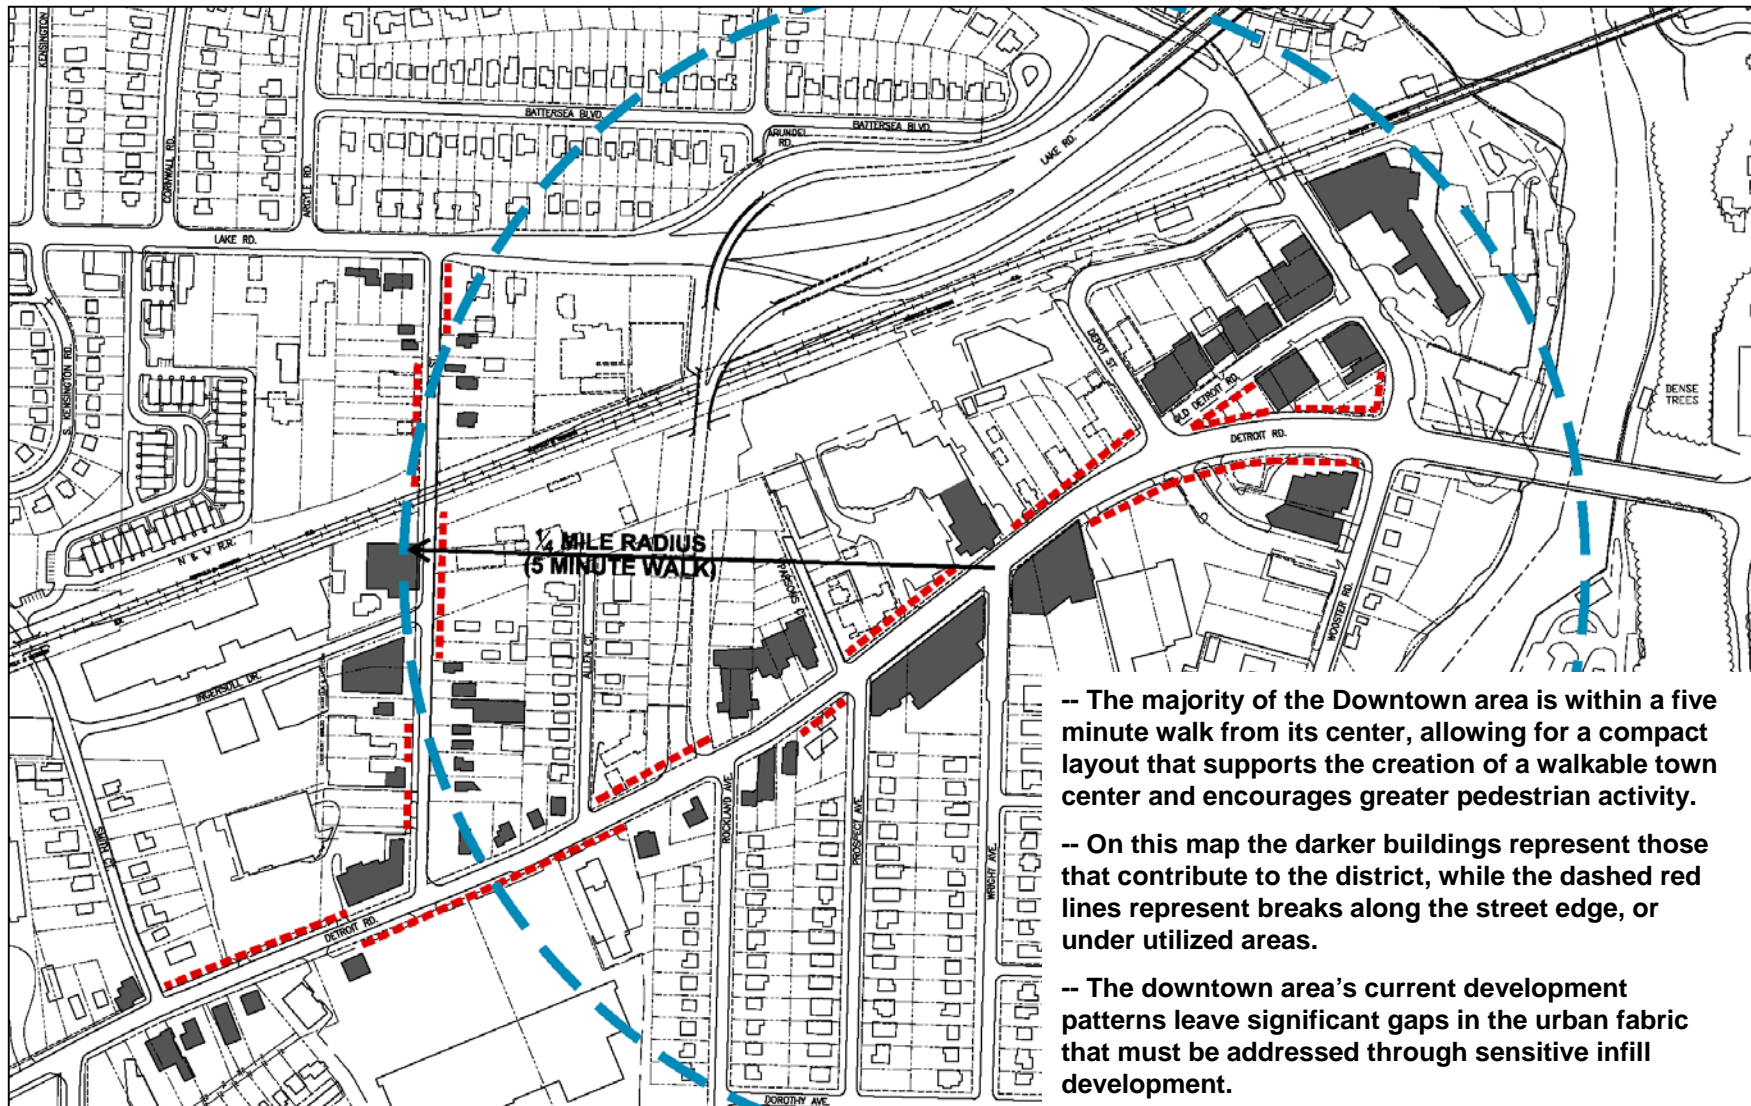 KENSINGTON
CORNWALL RD.
ARGYLE RD.
BATTERSEA BLVD.
ARUNDEL
RD.
BATTERSEA BLVD.
LAKE RD.
LAKE RD.
S. KENSINGTON RD.
DEPOT ST
OLD DETROIT RD.
DETROIT RD.
DENSE
TREES
N & W R.R.
¼ MILE RADIUS
(5 MINUTE WALK)
PARSONS CT.
ALLEN CT.
WOOSTER RD.
INGERSOLL DR.
SMITH CT.
ROCKLAND AVE.
PROSPECT AVE.
WRIGHT AVE.
DETROIT RD.
DOROTHY AVE.
-- The majority of the Downtown area is within a five
minute walk from its center, allowing for a compact
layout that supports the creation of a walkable town
center and encourages greater pedestrian activity.
-- On this map the darker buildings represent those
that contribute to the district, while the dashed red
lines represent breaks along the street edge, or
under utilized areas.
-- The downtown area's current development
patterns leave significant gaps in the urban fabric
that must be addressed through sensitive infill
development.